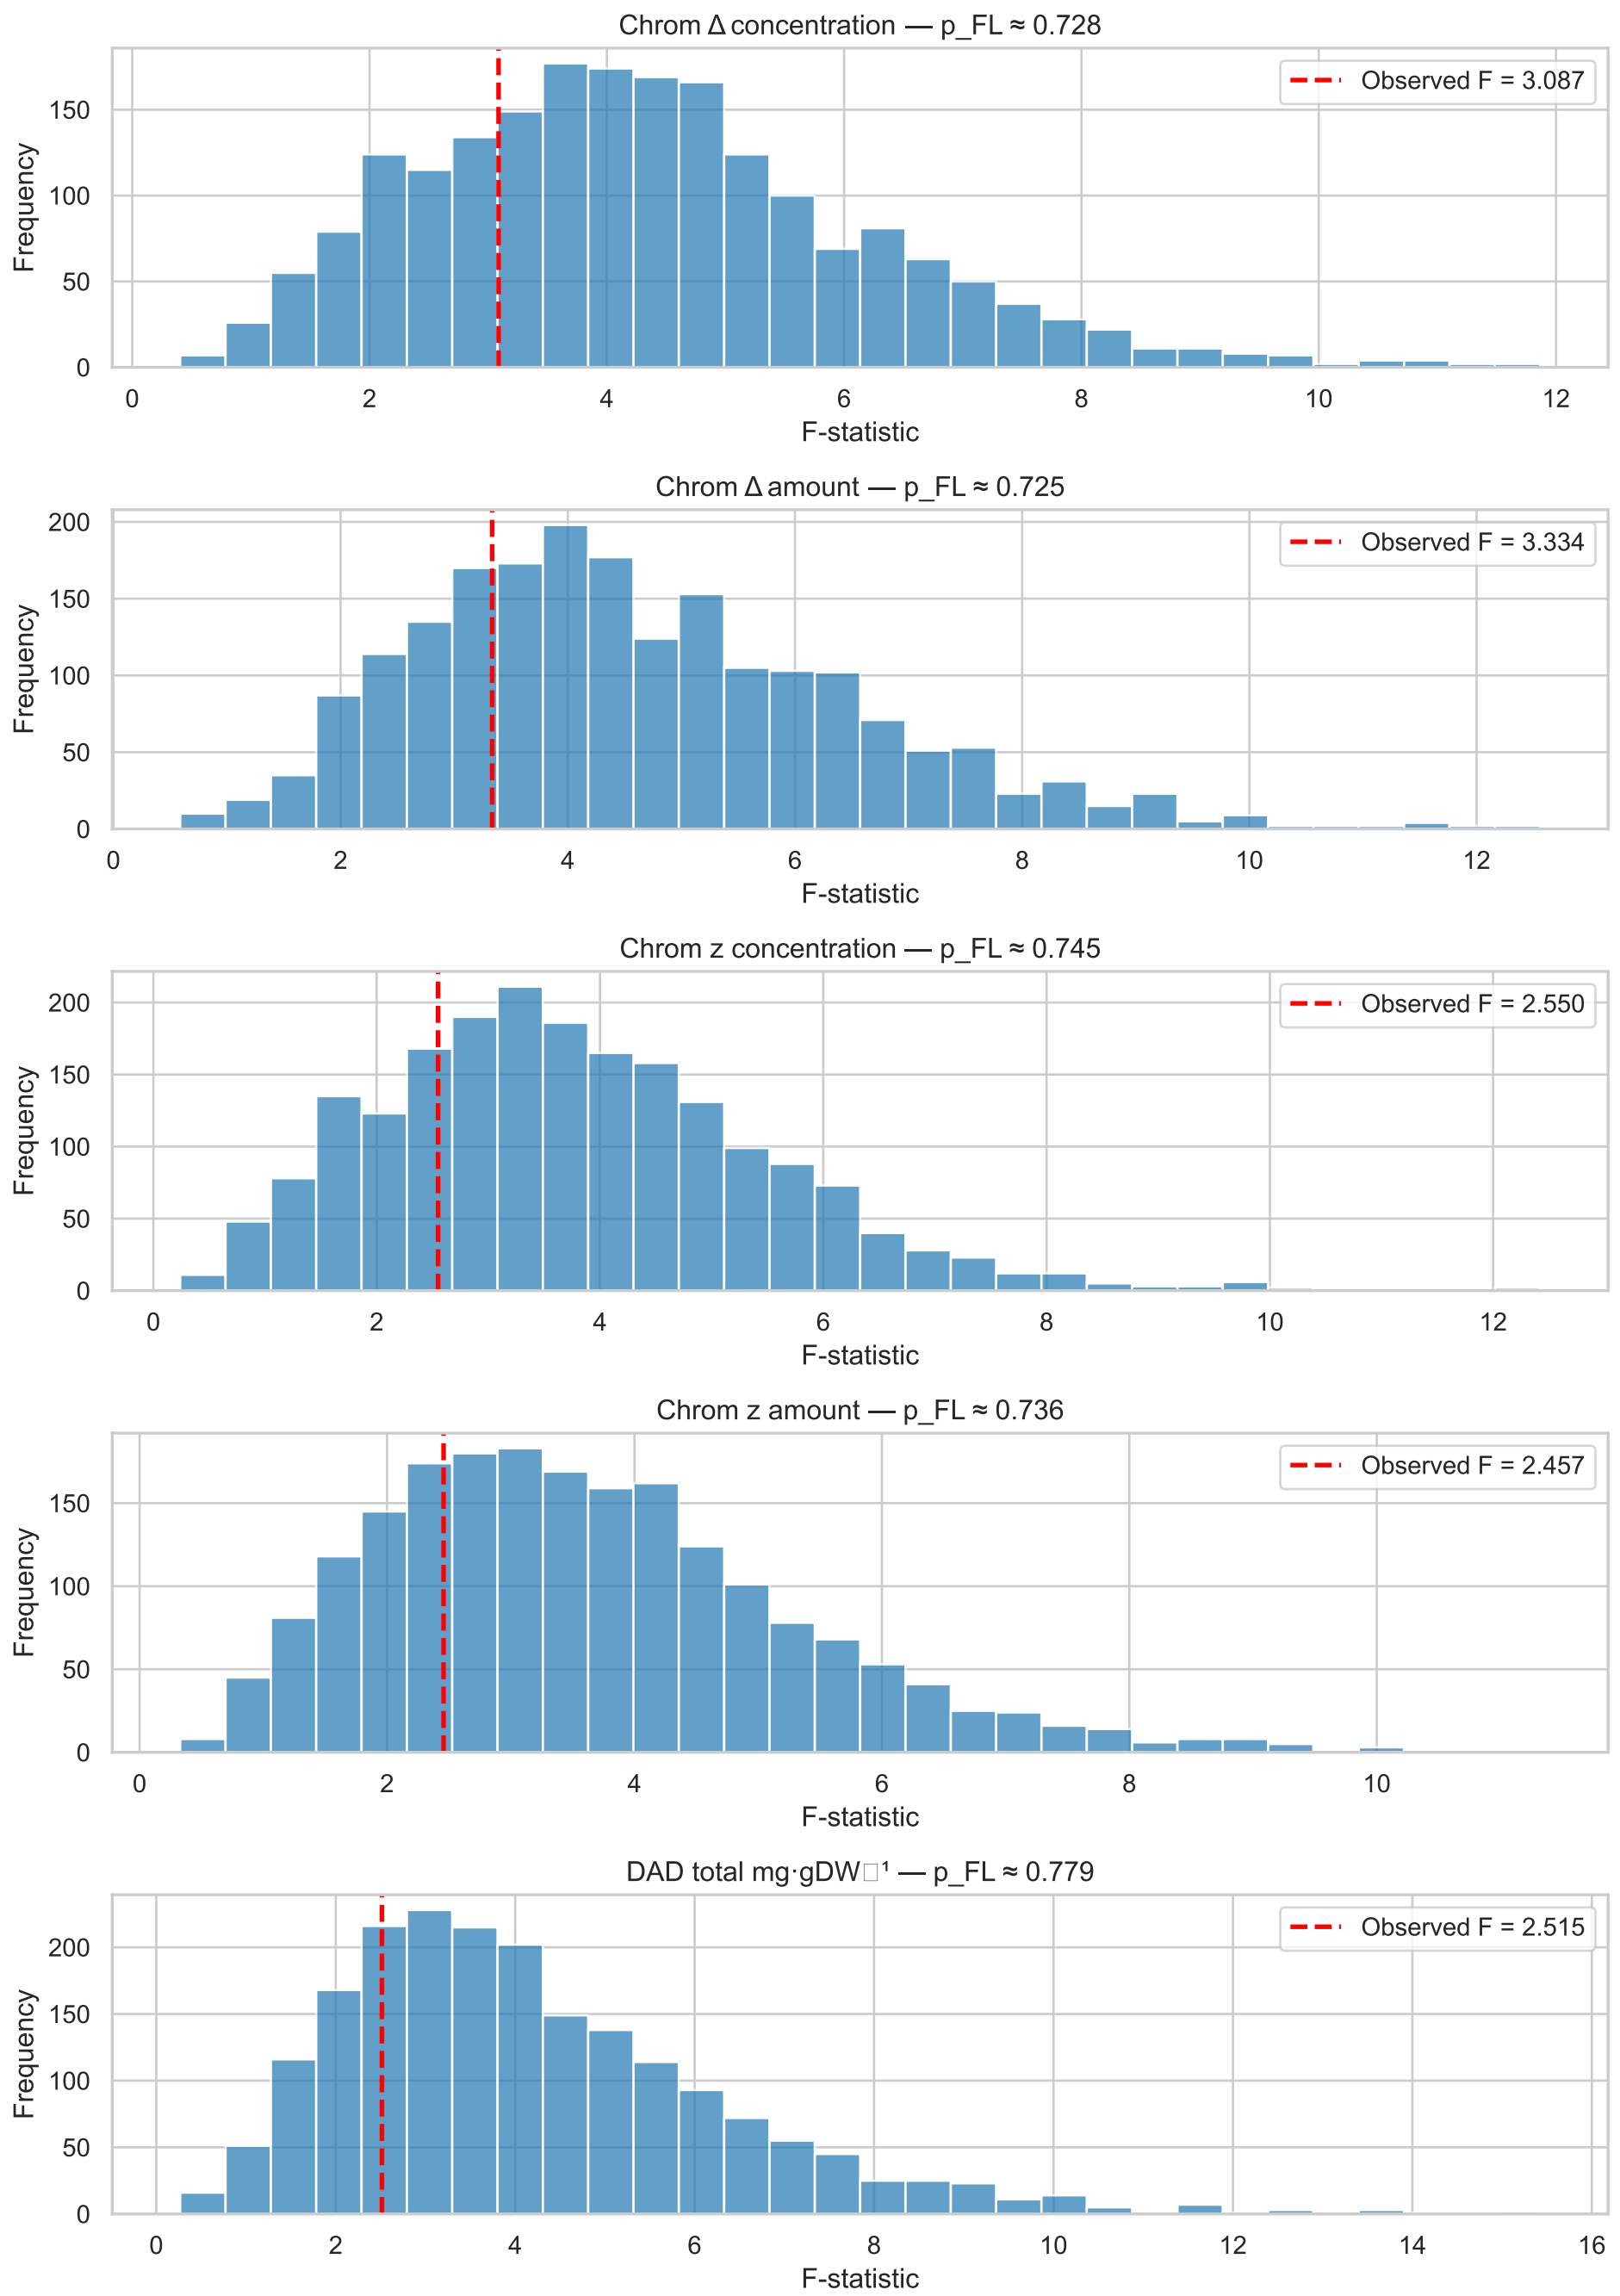 Chrom Δ concentration — p_FL ≈ 0.728
Observed F = 3.087
Frequency
150
100
50
0
0 2 4 6 8 10 12
F-statistic
Chrom Δ amount — p_FL ≈ 0.725
Observed F = 3.334
Frequency
200
150
100
50
0
0 2 4 6 8 10 12
F-statistic
Chrom z concentration — p_FL ≈ 0.745
Observed F = 2.550
Frequency
200
150
100
50
0
0 2 4 6 8 10 12
F-statistic
Chrom z amount — p_FL ≈ 0.736
Observed F = 2.457
Frequency
150
100
50
0
0 2 4 6 8 10
F-statistic
DAD total mg·gDW□¹ — p_FL ≈ 0.779
Observed F = 2.515
Frequency
200
150
100
50
0
0 2 4 6 8 10 12 14 16
F-statistic